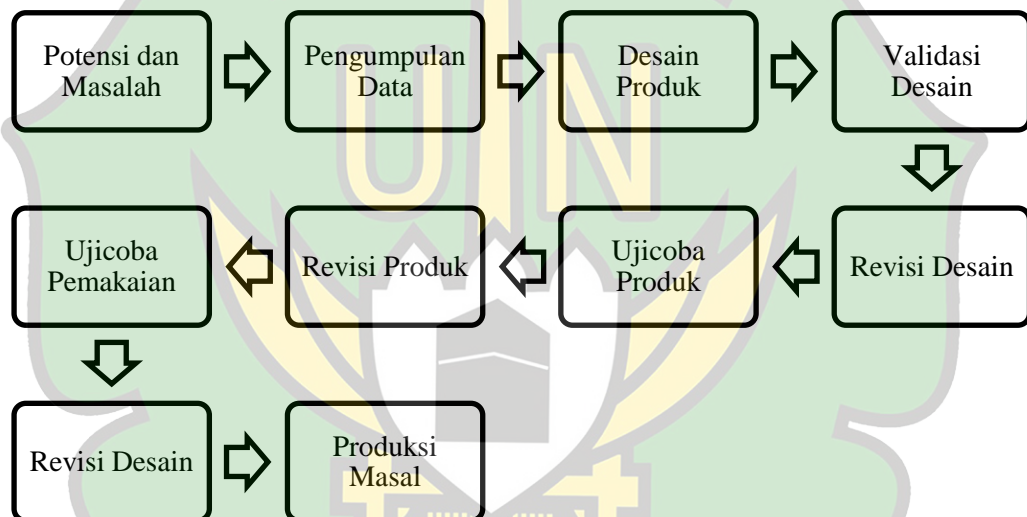 Potensi dan
Masalah
Pengumpulan
Data
Desain
Produk
Validasi
Desain
Revisi Desain
Ujicoba
Produk
Revisi Produk
Ujicoba
Pemakaian
Revisi Desain
Produksi
Masal
UIN